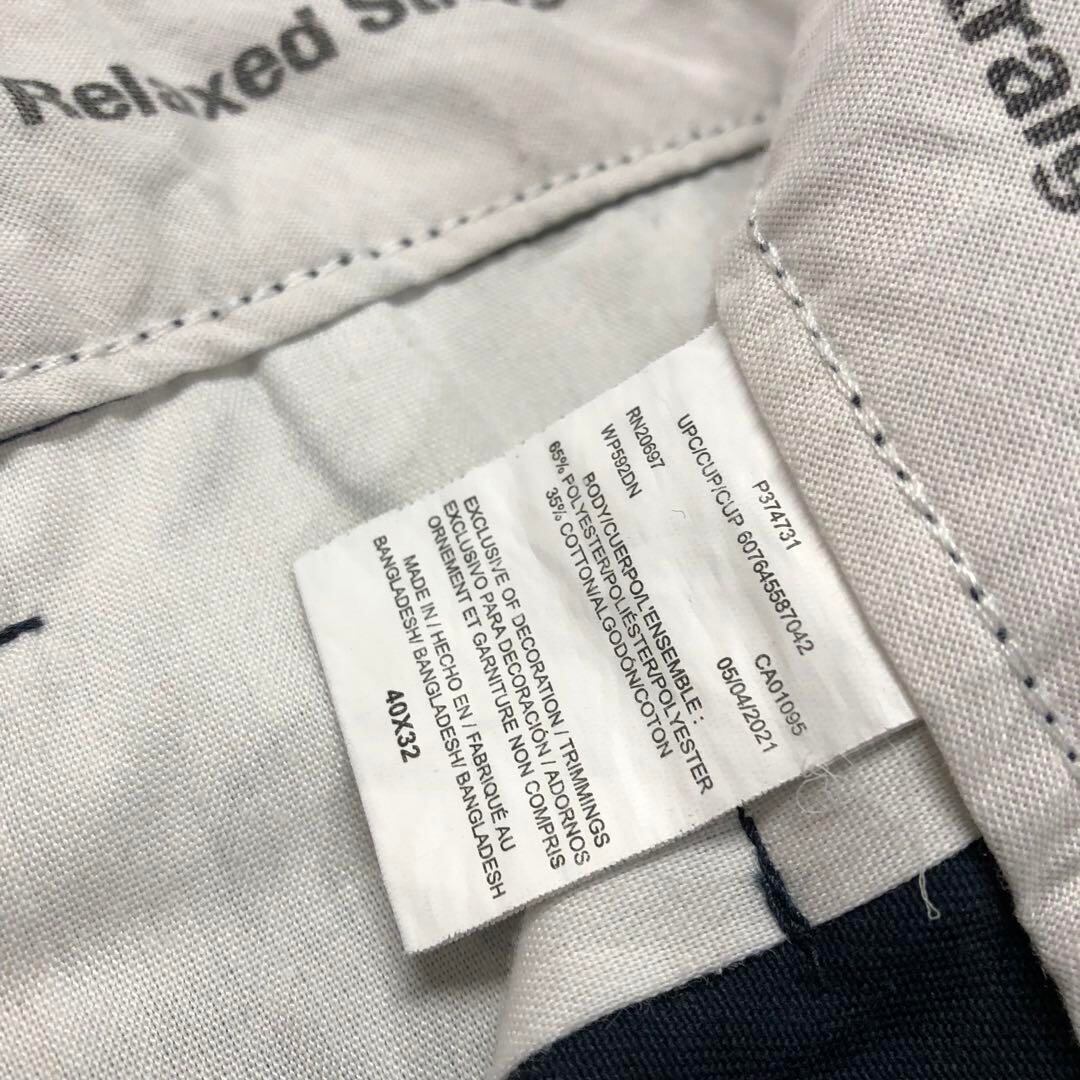 Relaxed
P374731
UPC/CUP/CUP 607645587042
CA01095
RN20697
05/04/2021
WP592DN
BODY/CUERPO/L'ENSEMBLE :
65% POLYESTER/POLIÉSTER/POLYESTER
35% COTTON/ALGODÓN/COTON
EXCLUSIVE OF DECORATION / TRIMMINGS
EXCLUSIVO PARA DECORACIÓN / ADORNOS
ORNEMENT ET GARNITURE NON COMPRIS
MADE IN / HECHO EN / FABRIQUÉ AU
BANGLADESH/ BANGLADESH/ BANGLADESH
40X32